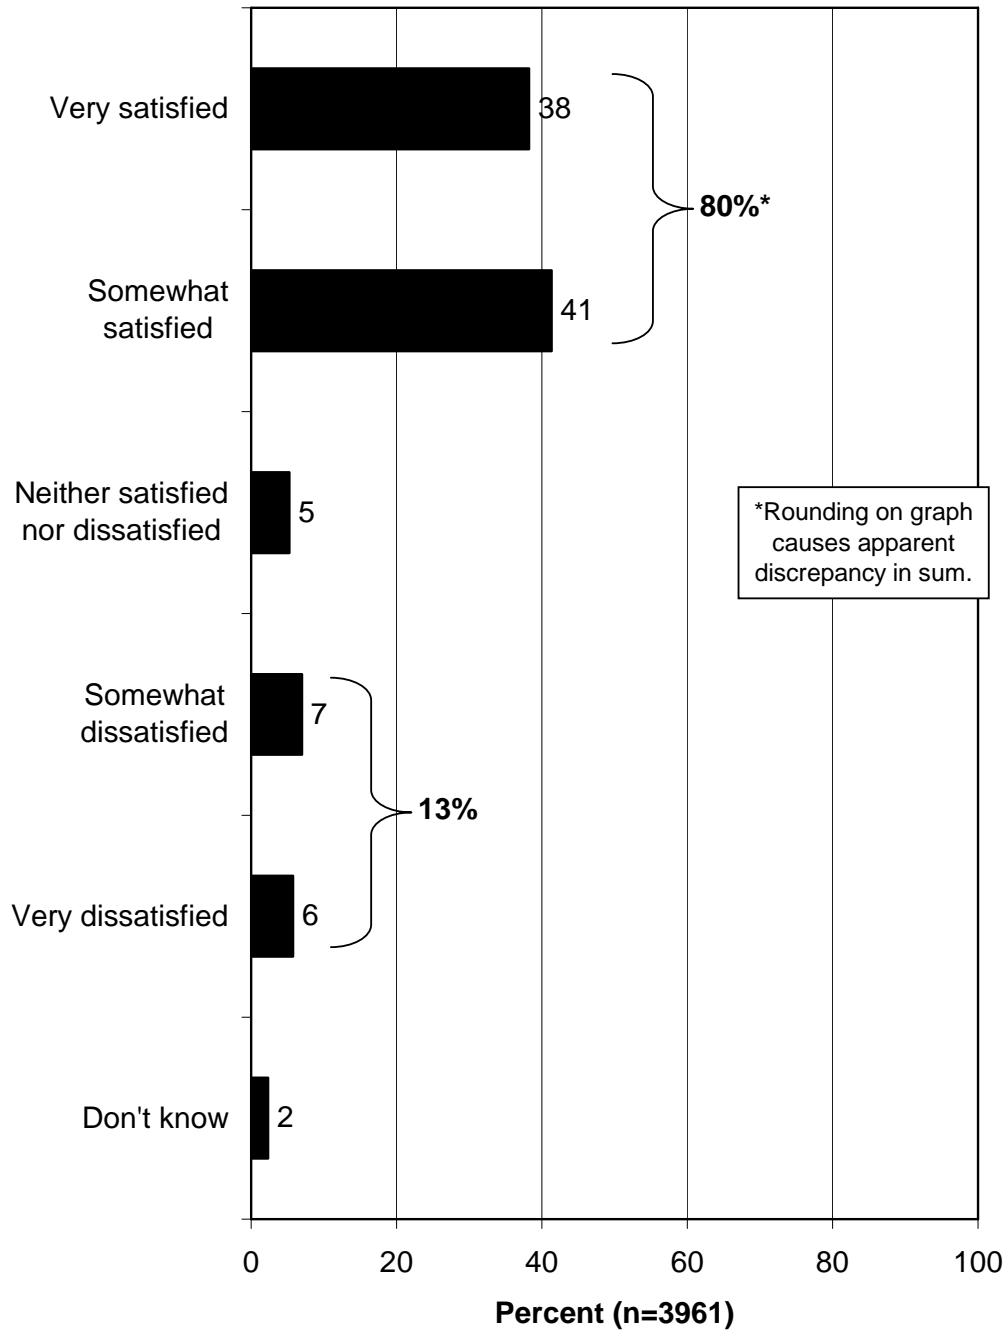 Very satisfied
38
80%*
Somewhat
satisfied
41
Neither satisfied
nor dissatisfied
5
*Rounding on graph
causes apparent
discrepancy in sum.
Somewhat
dissatisfied
7
13%
Very dissatisfied
6
Don't know
2
0 20 40 60 80 100
Percent (n=3961)